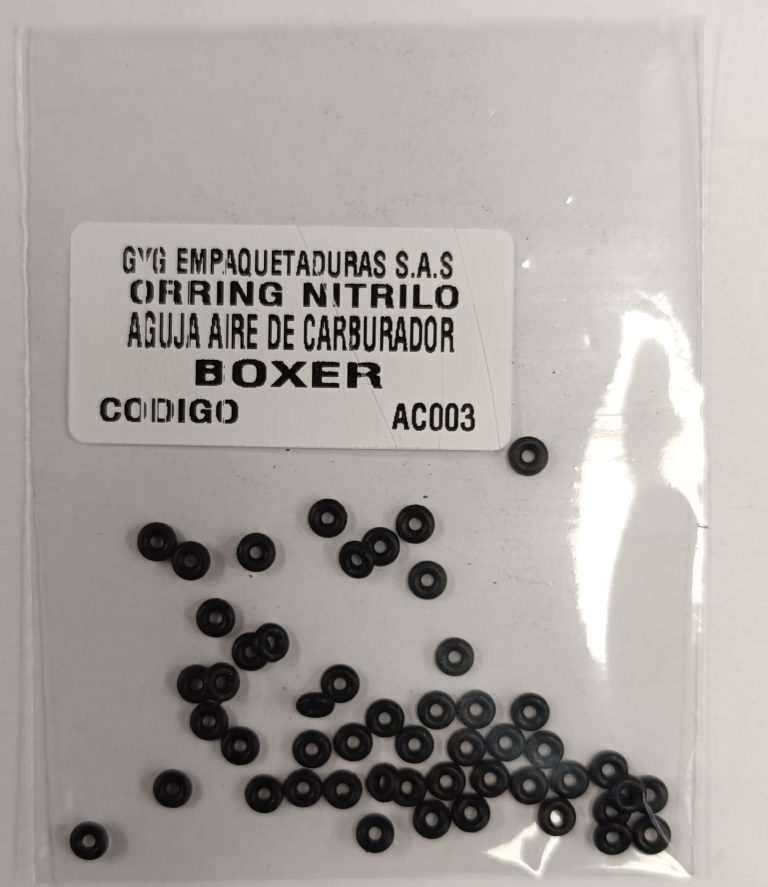 GYG EMPAQUETADURAS S.A.S
ORRING NITRILO
AGUJA AIRE DE CARBURADOR
BOXER
CODIGO AC003